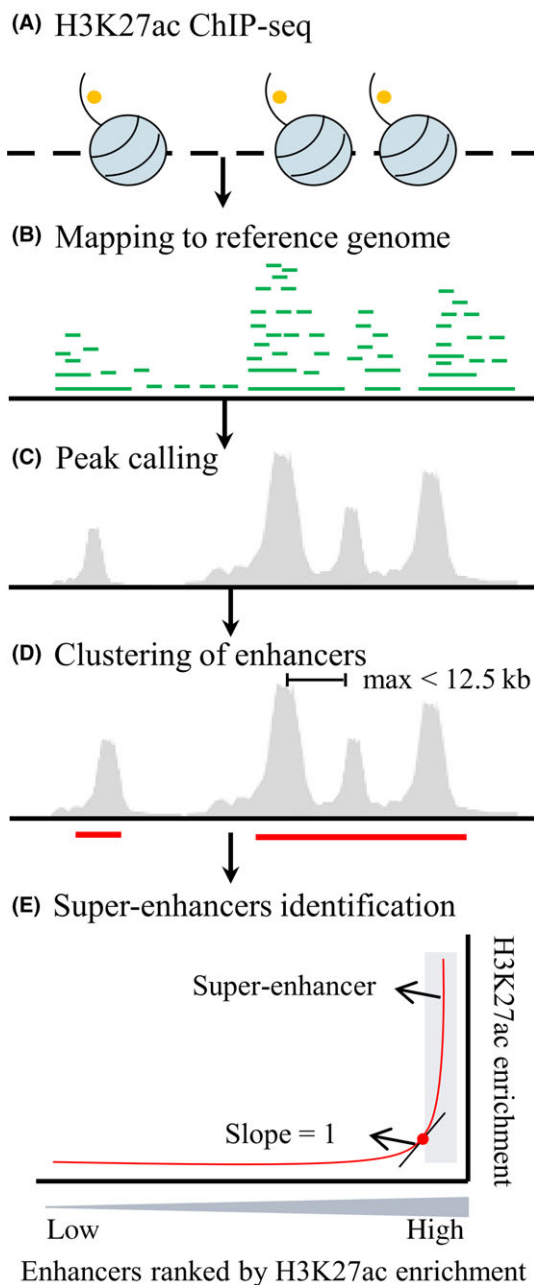 (A) H3K27ac ChIP-seq
(B) Mapping to reference genome
(C) Peak calling
(D) Clustering of enhancers
max < 12.5 kb
(E) Super-enhancers identification
Super-enhancer
H3K27ac enrichment
Slope = 1
Low
High
Enhancers ranked by H3K27ac enrichment